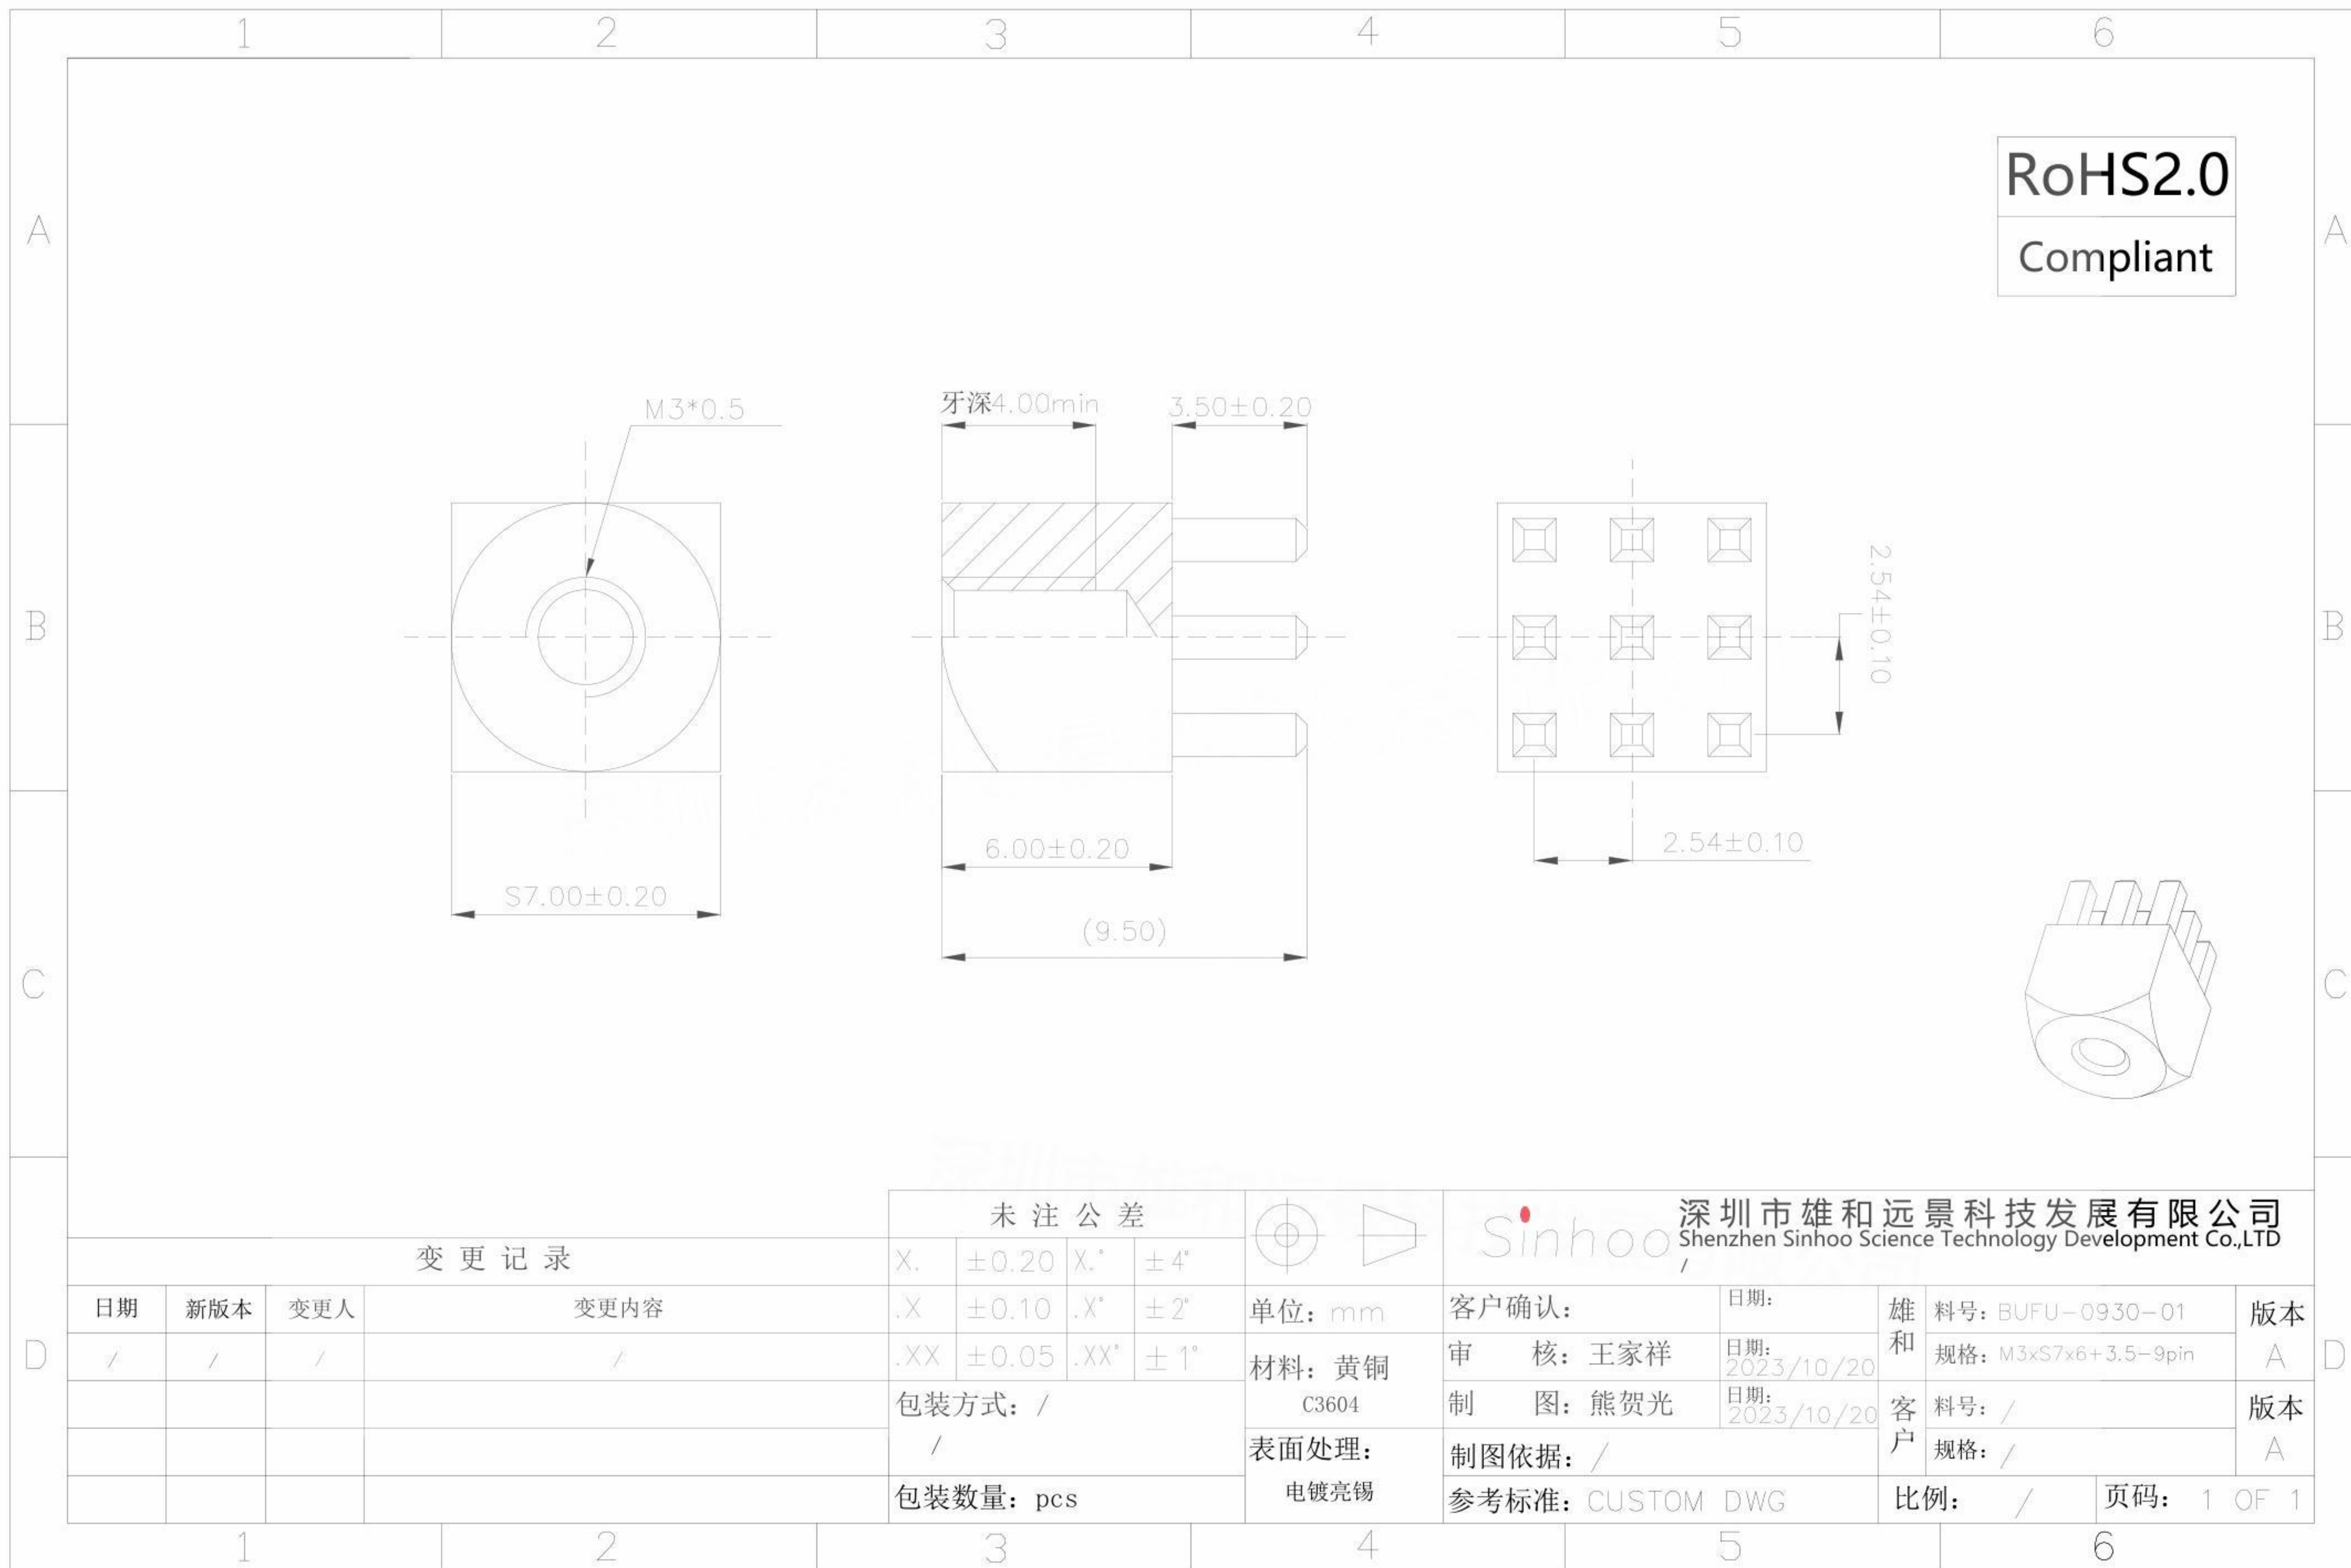 1 2 3 4 5 6
RoHS2.0
Compliant
A A
M3*0.5
牙深4.00min
3.50±0.20
B B
2.54±0.10
2.54±0.10
6.00±0.20
S7.00±0.20
(9.50)
C C
未注公差
X. ±0.20 X.° ±4°
.X ±0.10 .X° ±2°
.XX ±0.05 .XX° ±1°
变更记录
日期 新版本 变更人 变更内容
/ / / /
包装方式: /
/
包装数量: pcs
单位: mm
材料: 黄铜
C3604
表面处理:
电镀亮锡
Sinhoo
深圳市雄和远景科技发展有限公司
Shenzhen Sinhoo Science Technology Development Co.,LTD
/
客户确认: 日期:
审 核: 王家祥 日期: 2023/10/20
制 图: 熊贺光 日期: 2023/10/20
制图依据: /
参考标准: CUSTOM DWG
雄和 料号: BUFU-0930-01 版本
规格: M3xS7x6+3.5-9pin A
客户 料号: / 版本
规格: / A
比例: / 页码: 1 OF 1
D D
1 2 3 4 5 6